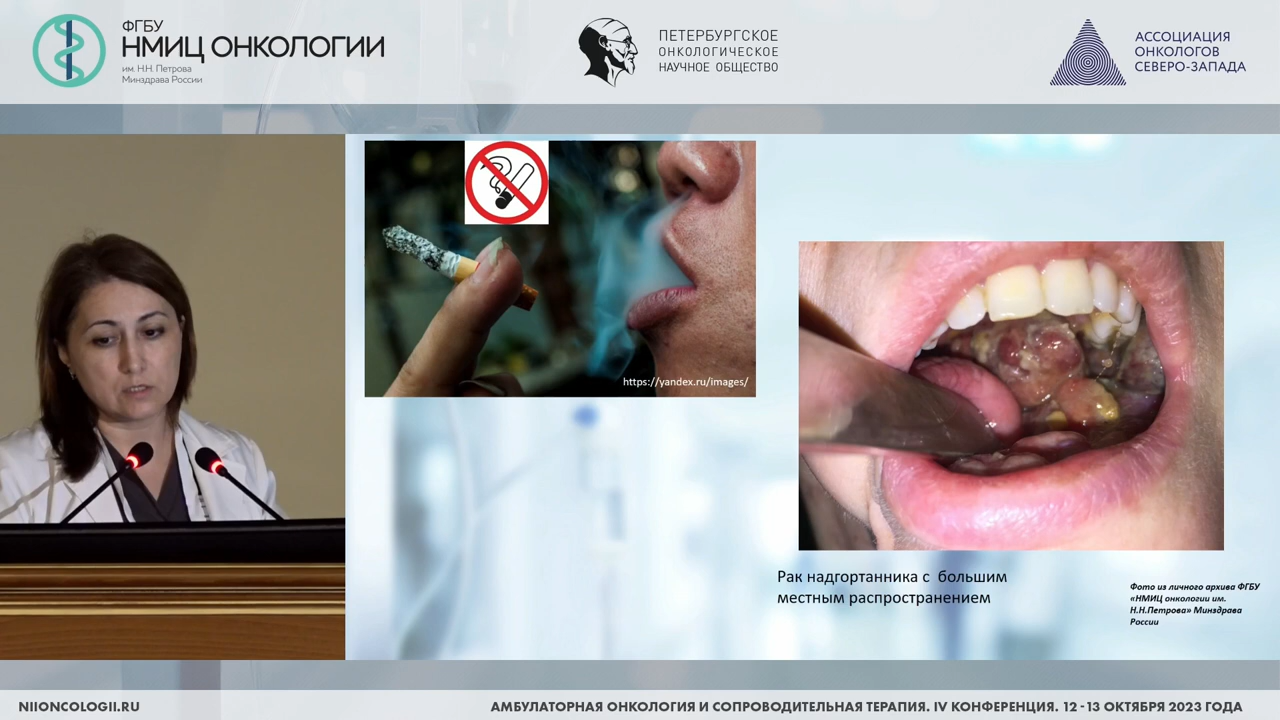 ФГБУ
НМИЦ ОНКОЛОГИИ
им. Н.Н. Петрова
Минздрава России
ПЕТЕРБУРГСКОЕ
ОНКОЛОГИЧЕСКОЕ
НАУЧНОЕ ОБЩЕСТВО
АССОЦИАЦИЯ
ОНКОЛОГОВ
СЕВЕРО-ЗАПАДА
https://yandex.ru/images/
Рак надгортанника с большим
местным распространением
Фото из личного архива ФГБУ
«НМИЦ онкологии им.
Н.Н.Петрова» Минздрава
России
NIIONCOLOGII.RU
АМБУЛАТОРНАЯ ОНКОЛОГИЯ И СОПРОВОДИТЕЛЬНАЯ ТЕРАПИЯ. IV КОНФЕРЕНЦИЯ. 12 - 13 ОКТЯБРЯ 2023 ГОДА